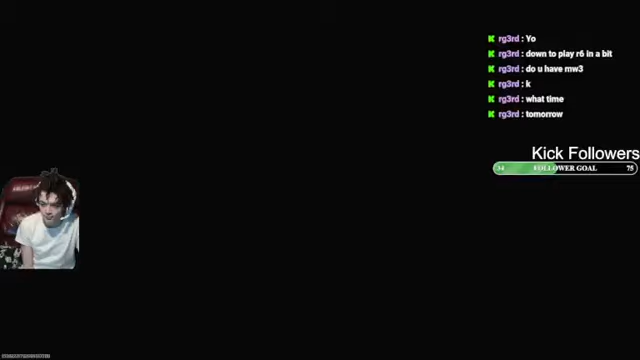 rg3rd : Yo
rg3rd : down to play r6 in a bit
rg3rd : do u have mw3
rg3rd : k
rg3rd : what time
rg3rd : tomorrow
Kick Followers
34 FOLLOWER GOAL 75